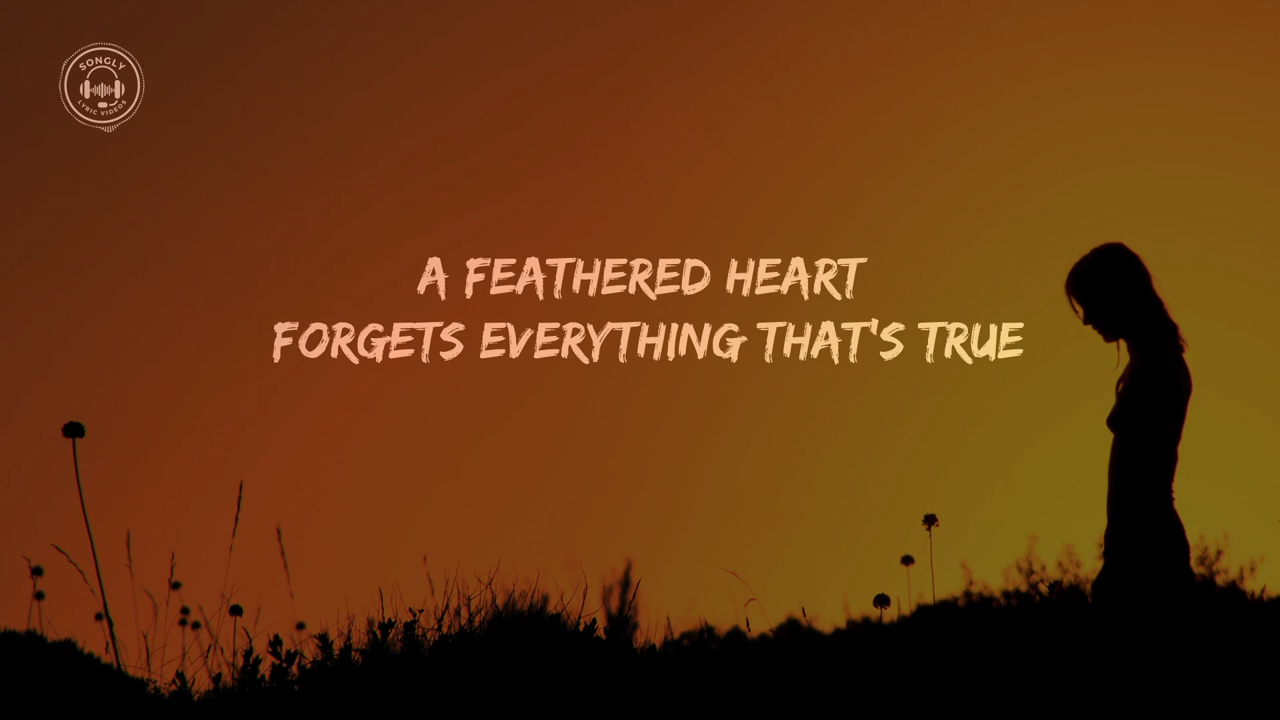 SONGLY
LYRIC VIDEOS
A FEATHERED HEART
FORGETS EVERYTHING THAT'S TRUE